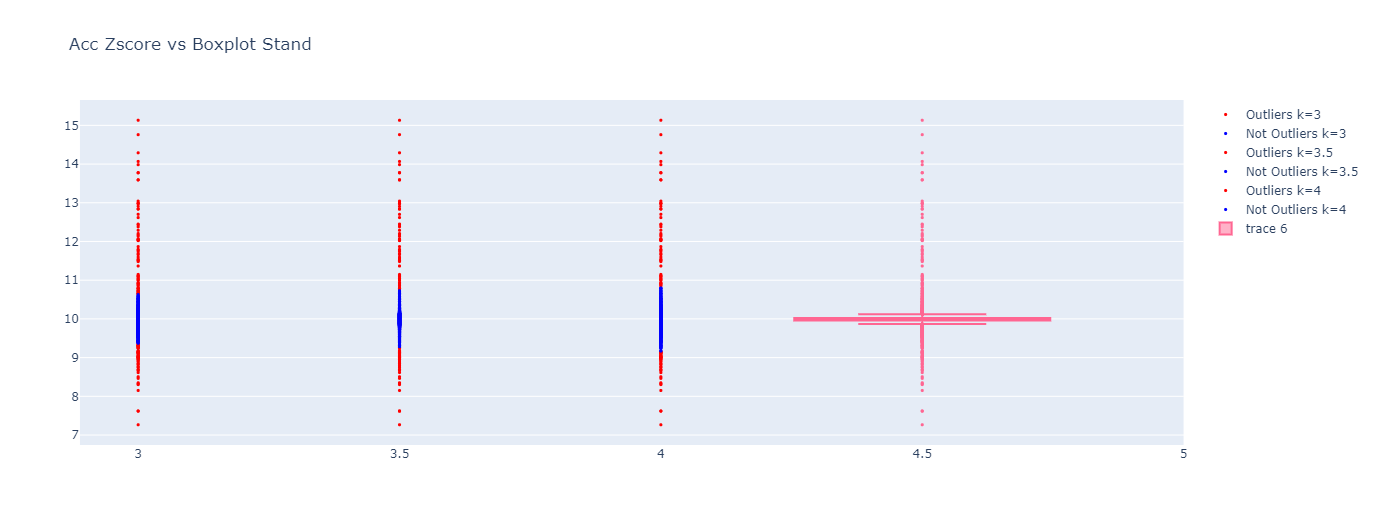 Acc Zscore vs Boxplot Stand
15
14
13
12
11
10
9
8
7
3
3.5
4
4.5
5
Outliers k=3
Not Outliers k=3
Outliers k=3.5
Not Outliers k=3.5
Outliers k=4
Not Outliers k=4
trace 6